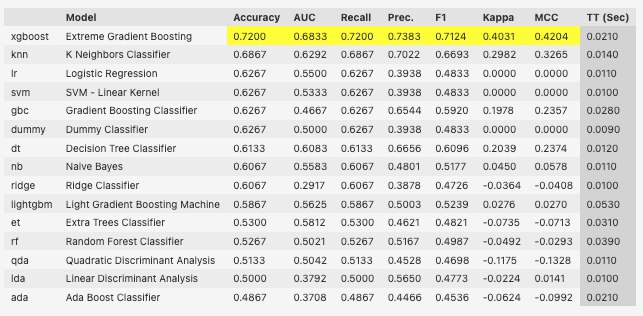 Model Accuracy AUC Recall Prec. F1 Kappa MCC TT (Sec)
xgboost Extreme Gradient Boosting 0.7200 0.6833 0.7200 0.7383 0.7124 0.4031 0.4204 0.0210
knn K Neighbors Classifier 0.6867 0.6292 0.6867 0.7022 0.6693 0.2982 0.3265 0.0140
lr Logistic Regression 0.6267 0.5500 0.6267 0.3938 0.4833 0.0000 0.0000 0.0110
svm SVM - Linear Kernel 0.6267 0.5333 0.6267 0.3938 0.4833 0.0000 0.0000 0.0100
gbc Gradient Boosting Classifier 0.6267 0.4667 0.6267 0.6544 0.5920 0.1978 0.2357 0.0280
dummy Dummy Classifier 0.6267 0.5000 0.6267 0.3938 0.4833 0.0000 0.0000 0.0090
dt Decision Tree Classifier 0.6133 0.6083 0.6133 0.6656 0.6096 0.2039 0.2374 0.0120
nb Naive Bayes 0.6067 0.5583 0.6067 0.4801 0.5177 0.0450 0.0578 0.0110
ridge Ridge Classifier 0.6067 0.2917 0.6067 0.3878 0.4726 -0.0364 -0.0408 0.0100
lightgbm Light Gradient Boosting Machine 0.5867 0.5625 0.5867 0.5003 0.5239 0.0276 0.0270 0.0530
et Extra Trees Classifier 0.5300 0.5812 0.5300 0.4621 0.4821 -0.0735 -0.0713 0.0310
rf Random Forest Classifier 0.5267 0.5021 0.5267 0.5167 0.4987 -0.0492 -0.0293 0.0390
qda Quadratic Discriminant Analysis 0.5133 0.5042 0.5133 0.4528 0.4698 -0.1175 -0.1328 0.0110
lda Linear Discriminant Analysis 0.5000 0.3792 0.5000 0.5650 0.4773 -0.0224 0.0141 0.0100
ada Ada Boost Classifier 0.4867 0.3708 0.4867 0.4466 0.4536 -0.0624 -0.0992 0.0210